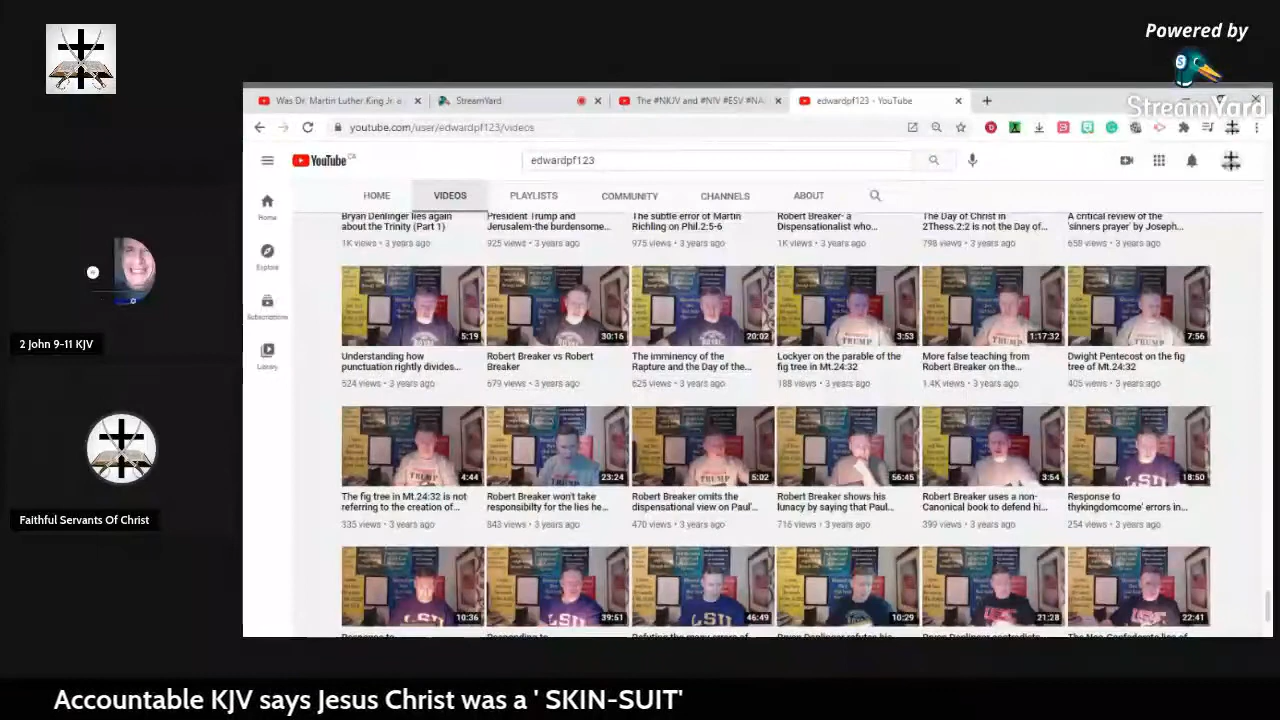 Powered by
StreamYard
Was Dr. Martin Luther King Jr. a
StreamYard
The #NKJV and #NIV #ESV #NA
edwardpf123 - YouTube
youtube.com/user/edwardpf123/videos
YouTube CA
edwardpf123
HOME VIDEOS PLAYLISTS COMMUNITY CHANNELS ABOUT
Home
Explore
Subscriptions
Library
Bryan Denlinger lies again
about the Trinity (Part 1)
1K views • 3 years ago
President Trump and
Jerusalem-the burdensome...
925 views • 3 years ago
The subtle error of Martin
Richling on Phil.2:5-6
975 views • 3 years ago
Robert Breaker- a
Dispensationalist who...
1K views • 3 years ago
The Day of Christ in
2Thess.2:2 is not the Day of...
798 views • 3 years ago
A critical review of the
'sinners prayer' by Joseph...
658 views • 3 years ago
5:19
Understanding how
punctuation rightly divides...
524 views • 3 years ago
30:16
Robert Breaker vs Robert
Breaker
679 views • 3 years ago
20:02
The imminency of the
Rapture and the Day of the...
625 views • 3 years ago
TRUMP
3:53
Lockyer on the parable of the
fig tree in Mt.24:32
188 views • 3 years ago
TRUMP
1:17:32
More false teaching from
Robert Breaker on the...
1.4K views • 3 years ago
TRUMP
7:56
Dwight Pentecost on the fig
tree of Mt.24:32
405 views • 3 years ago
TRUMP
4:44
The fig tree in Mt.24:32 is not
referring to the creation of...
335 views • 3 years ago
23:24
Robert Breaker won't take
responsibilty for the lies he...
843 views • 3 years ago
TRUMP
5:02
Robert Breaker omits the
dispensational view on Paul'...
470 views • 3 years ago
56:45
Robert Breaker shows his
lunacy by saying that Paul...
716 views • 3 years ago
3:54
Robert Breaker uses a non-
Canonical book to defend hi...
399 views • 3 years ago
LSU
18:50
Response to
thykingdomcome' errors in...
254 views • 3 years ago
LSU
10:36
LSU
39:51
LSU
46:49
10:29
21:28
22:41
2 John 9-11 KJV
Faithful Servants Of Christ
Accountable KJV says Jesus Christ was a ' SKIN-SUIT'